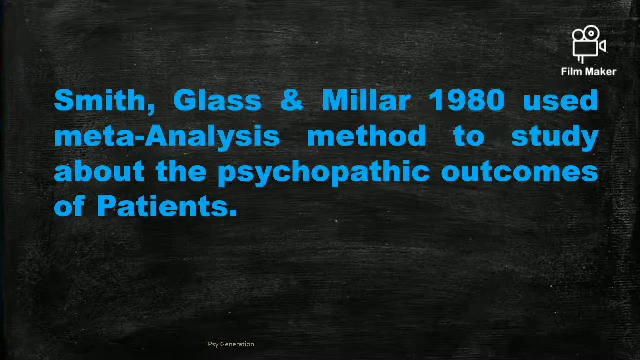 Film Maker
Smith, Glass & Millar 1980 used
meta-Analysis method to study
about the psychopathic outcomes
of Patients.
Psy Generation